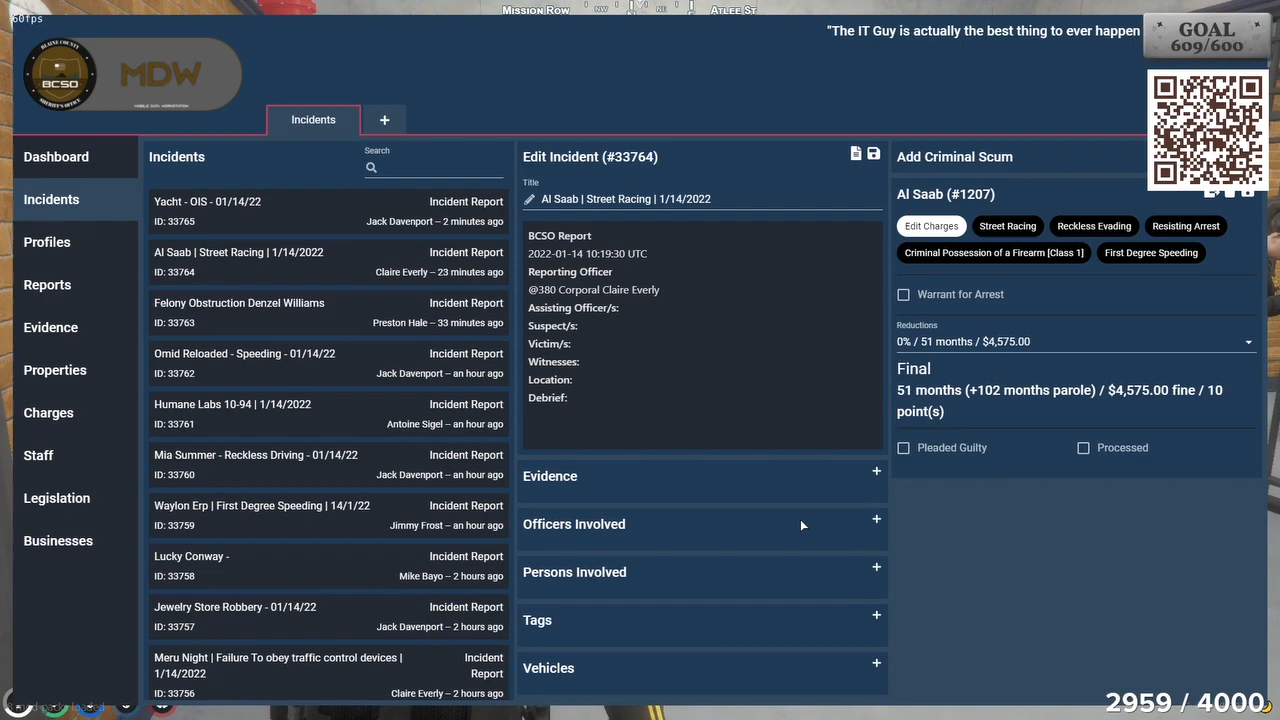 60fps
Mission Row
NW
N
NE
Atlee St
"The IT Guy is actually the best thing to ever happen
GOAL
609/600
BLAINE COUNTY
BCSO
SHERIFF'S OFFICE
MDW
MOBILE DATA WORKSTATION
Incidents
+
Dashboard
Incidents
Profiles
Reports
Evidence
Properties
Charges
Staff
Legislation
Businesses
Incidents
Search
Yacht - OIS - 01/14/22
Incident Report
ID: 33765
Jack Davenport – 2 minutes ago
Al Saab | Street Racing | 1/14/2022
Incident Report
ID: 33764
Claire Everly – 23 minutes ago
Felony Obstruction Denzel Williams
Incident Report
ID: 33763
Preston Hale – 33 minutes ago
Omid Reloaded - Speeding - 01/14/22
Incident Report
ID: 33762
Jack Davenport – an hour ago
Humane Labs 10-94 | 1/14/2022
Incident Report
ID: 33761
Antoine Sigel – an hour ago
Mia Summer - Reckless Driving - 01/14/22
Incident Report
ID: 33760
Jack Davenport – an hour ago
Waylon Erp | First Degree Speeding | 14/1/22
Incident Report
ID: 33759
Jimmy Frost – an hour ago
Lucky Conway -
Incident Report
ID: 33758
Mike Bayo – 2 hours ago
Jewelry Store Robbery - 01/14/22
Incident Report
ID: 33757
Jack Davenport – 2 hours ago
Meru Night | Failure To obey traffic control devices |
1/14/2022
Incident
Report
ID: 33756
Claire Everly – 2 hours ago
Edit Incident (#33764)
Title
Al Saab | Street Racing | 1/14/2022
BCSO Report
2022-01-14 10:19:30 UTC
Reporting Officer
@380 Corporal Claire Everly
Assisting Officer/s:
Suspect/s:
Victim/s:
Witnesses:
Location:
Debrief:
Evidence
+
Officers Involved
+
Persons Involved
+
Tags
+
Vehicles
+
Add Criminal Scum
Al Saab (#1207)
Edit Charges
Street Racing
Reckless Evading
Resisting Arrest
Criminal Possession of a Firearm [Class 1]
First Degree Speeding
Warrant for Arrest
Reductions
0% / 51 months / $4,575.00
Final
51 months (+102 months parole) / $4,575.00 fine / 10
point(s)
Pleaded Guilty
Processed
2959 / 4000